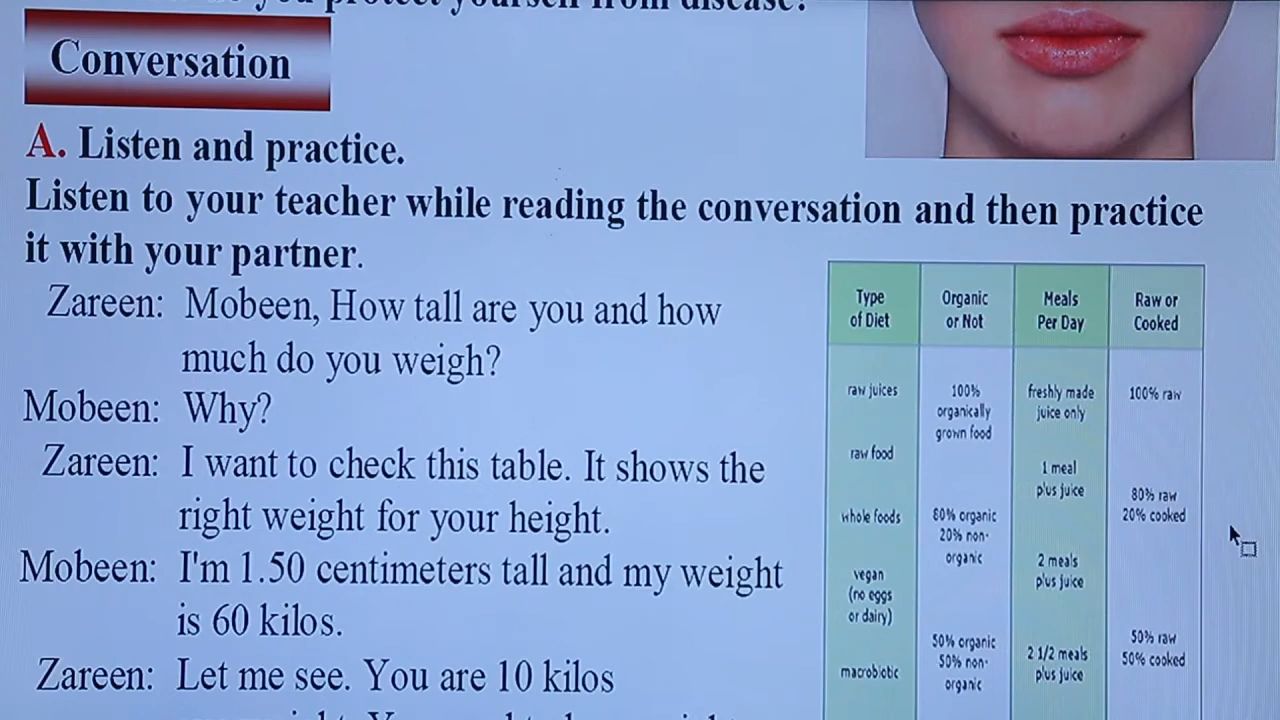 you protect yourself from disease?
Conversation
A. Listen and practice.
Listen to your teacher while reading the conversation and then practice
it with your partner.
Zareen: Mobeen, How tall are you and how
much do you weigh?
Mobeen: Why?
Zareen: I want to check this table. It shows the
right weight for your height.
Mobeen: I'm 1.50 centimeters tall and my weight
is 60 kilos.
Zareen: Let me see. You are 10 kilos
Type
of Diet
raw juices
raw food
whole foods
vegan
(no eggs
or dairy)
macrobiotic
Organic
or Not
100%
organically
grown food
80% organic
20% non-
organic
50% organic
50% non-
organic
Meals
Per Day
freshly made
juice only
1 meal
plus juice
2 meals
plus juice
2 1/2 meals
plus juice
Raw or
Cooked
100% raw
80% raw
20% cooked
50% raw
50% cooked